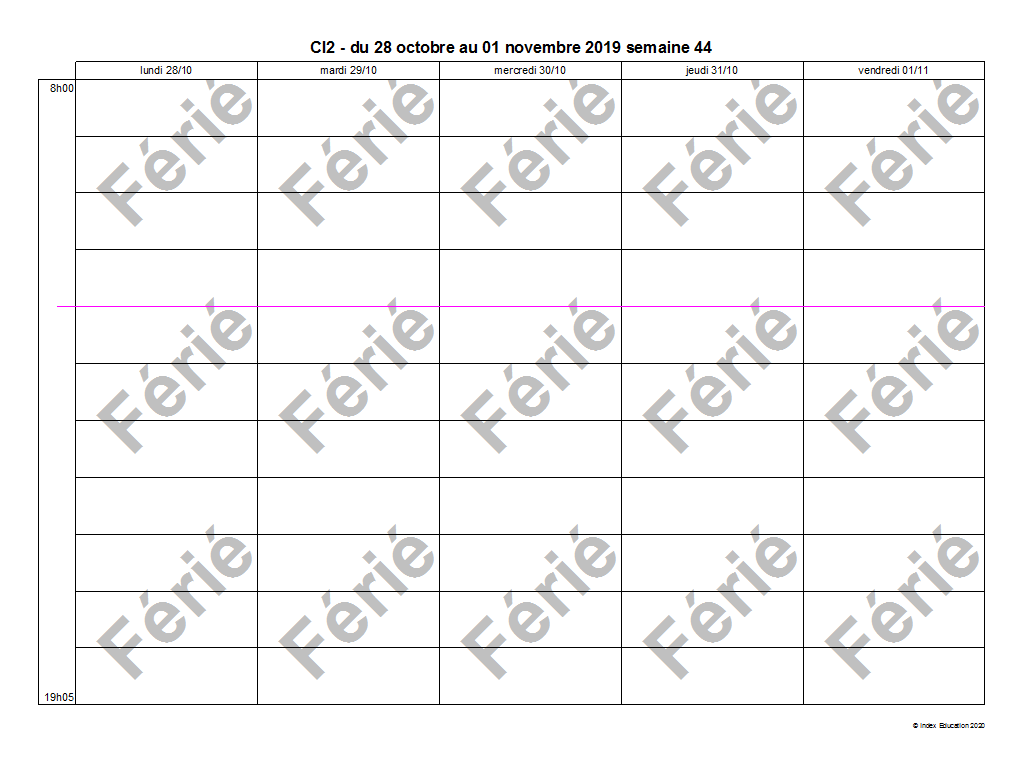 CI2 - du 28 octobre au 01 novembre 2019 semaine 44
lundi 28/10 mardi 29/10 mercredi 30/10 jeudi 31/10 vendredi 01/11
8h00
Férié Férié Férié Férié Férié
Férié Férié Férié Férié Férié
Férié Férié Férié Férié Férié
19h05
© Index Education 2020